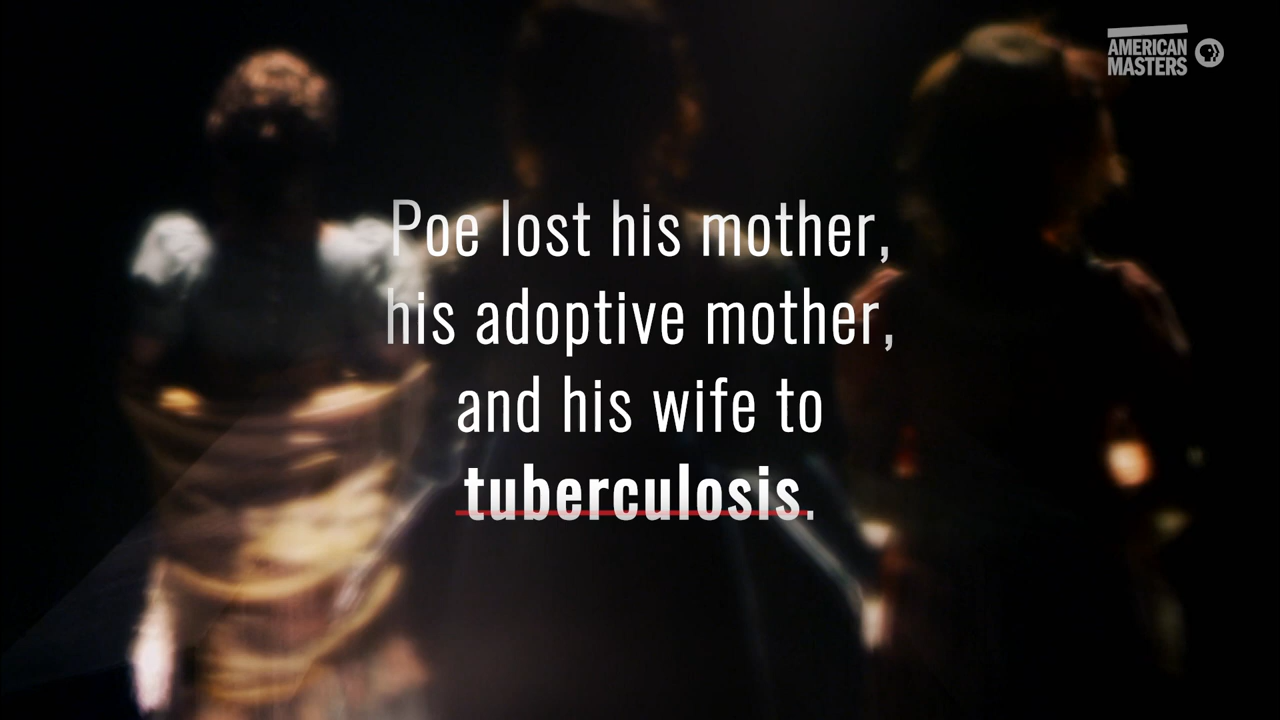 AMERICAN
MASTERS
Poe lost his mother,
his adoptive mother,
and his wife to
tuberculosis.